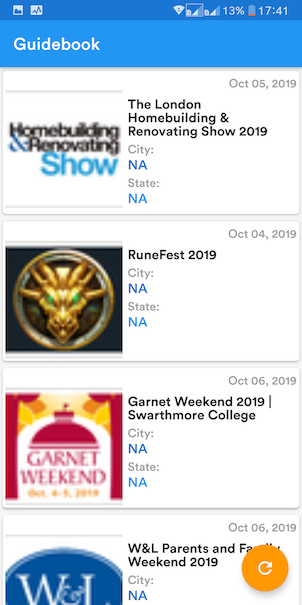 13% 17:41
Guidebook
Oct 05, 2019
Homebuilding
& Renovating
Show
The London
Homebuilding &
Renovating Show 2019
City:
NA
State:
NA
Oct 04, 2019
RuneFest 2019
City:
NA
State:
NA
Oct 06, 2019
GARNET
WEEKEND
Oct. 4-5, 2019
Garnet Weekend 2019 |
Swarthmore College
City:
NA
State:
NA
Oct 06, 2019
W&L
W&L Parents and Family
Weekend 2019
City:
NA